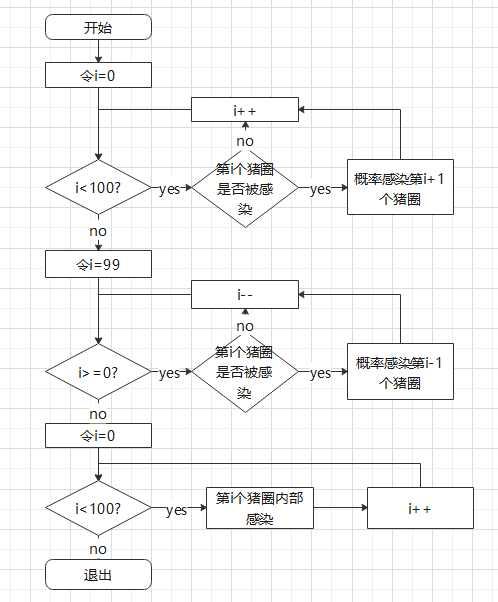 开始
令i=0
i++
no
i<100?
yes
第i个猪圈
是否被感
染
yes
概率感染第i+1
个猪圈
no
令i=99
i--
no
i>=0?
yes
第i个猪圈
是否被感
染
yes
概率感染第i-1
个猪圈
no
令i=0
i<100?
yes
第i个猪圈内部
感染
i++
no
退出